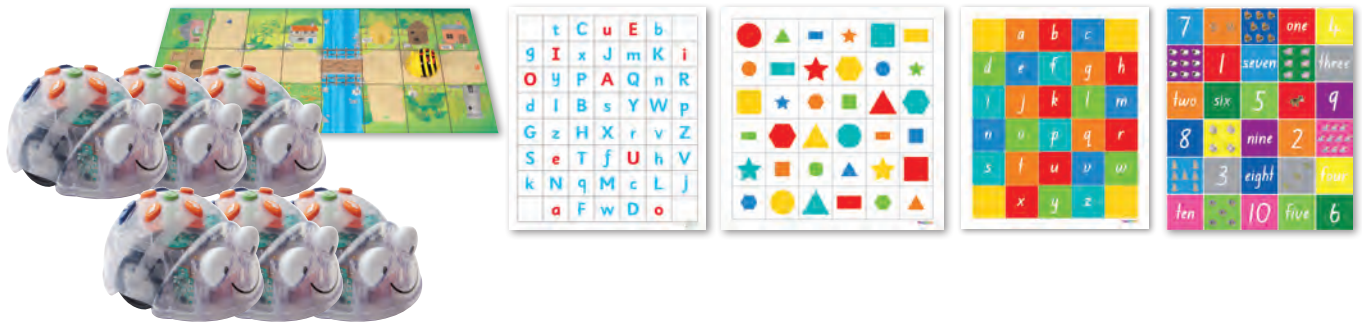 t C u E b
g I x J m K i
O y P A Q n R
d l B s Y W p
G z H X r v Z
S e T f U h V
k N q M c L j
a F w D o
a b c
d e f g h
i j k l m
n o p q r
s t u v w
x y z
7 one 4
1 seven three
two six 5 9
8 nine 2
3 eight four
ten 10 five 6